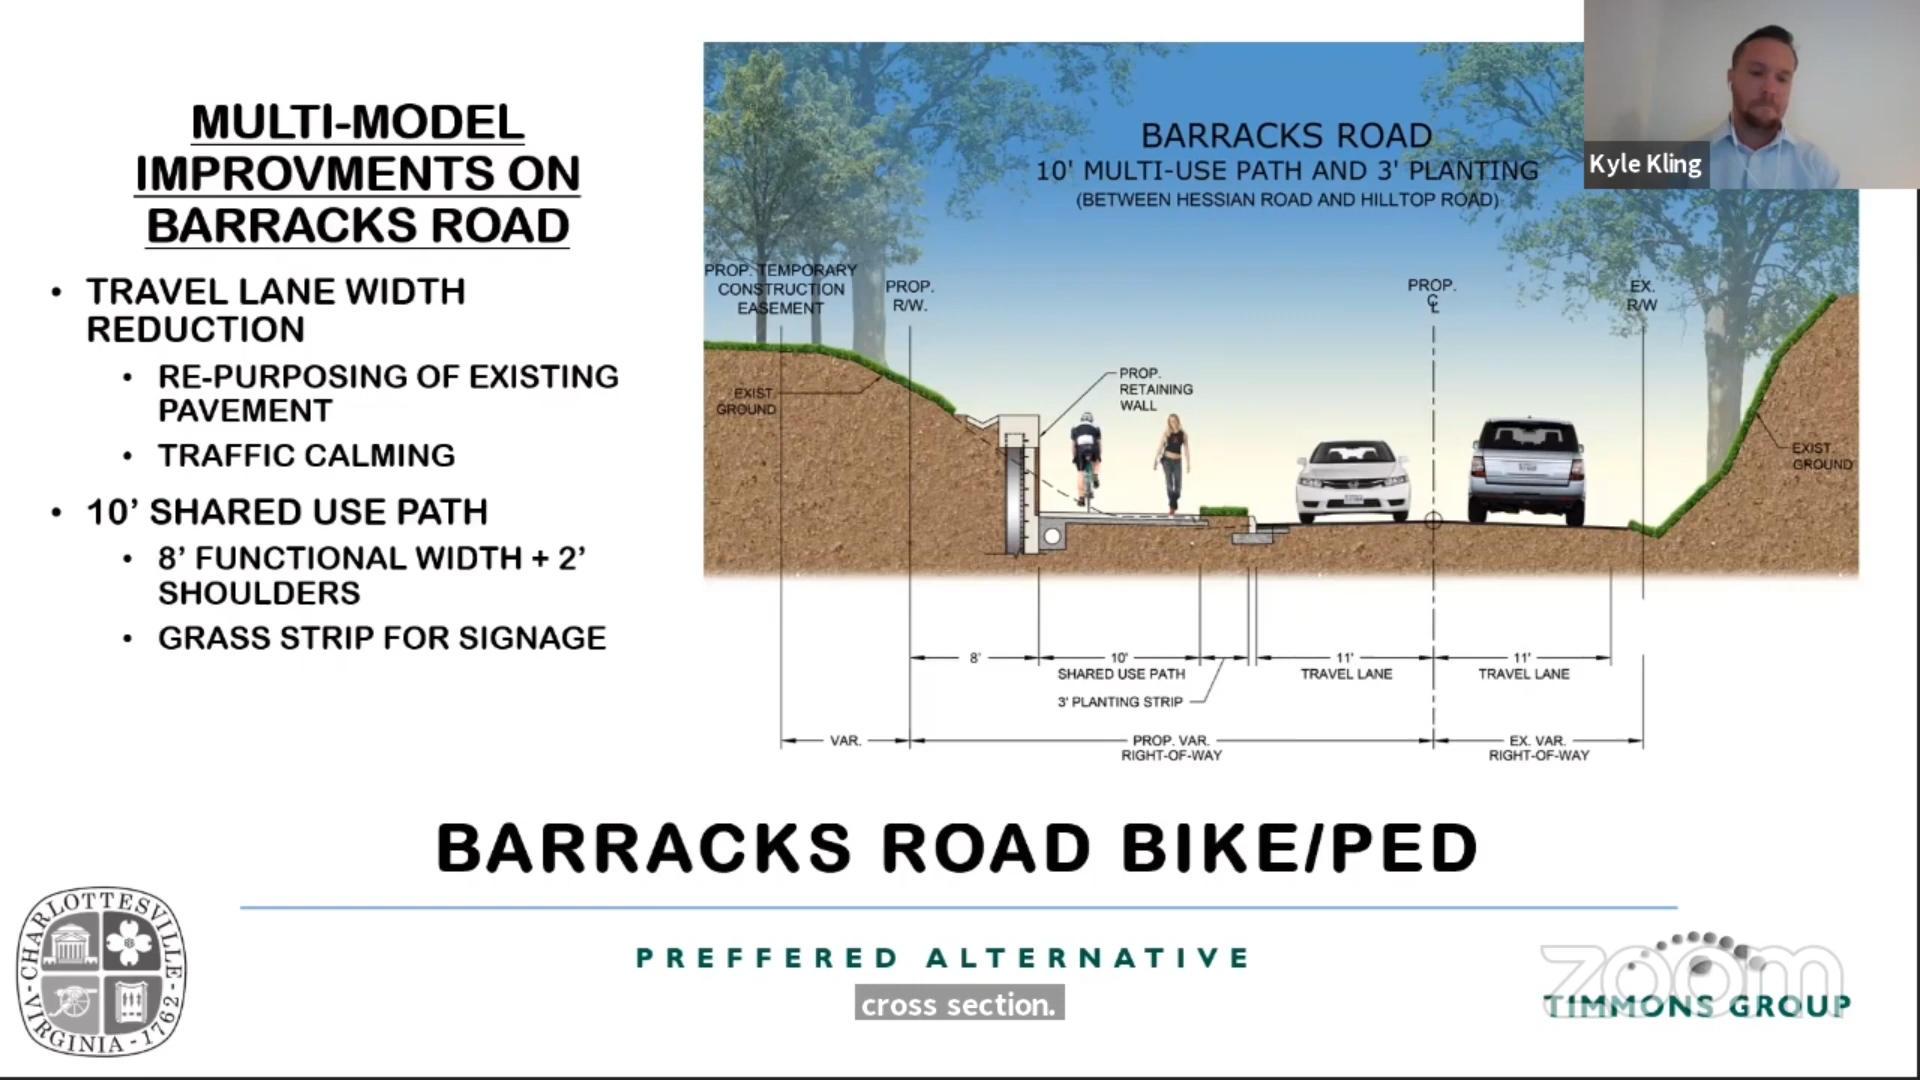 MULTI-MODEL
IMPROVMENTS ON
BARRACKS ROAD
• TRAVEL LANE WIDTH
REDUCTION
• RE-PURPOSING OF EXISTING
PAVEMENT
• TRAFFIC CALMING
• 10’ SHARED USE PATH
• 8’ FUNCTIONAL WIDTH + 2’
SHOULDERS
• GRASS STRIP FOR SIGNAGE
BARRACKS ROAD
10' MULTI-USE PATH AND 3' PLANTING
(BETWEEN HESSIAN ROAD AND HILLTOP ROAD)
Kyle Kling
PROP. TEMPORARY
CONSTRUCTION
EASEMENT
PROP.
R/W.
PROP.
℄
EX.
R/W
PROP.
RETAINING
WALL
EXIST.
GROUND
EXIST.
GROUND
8'
10'
SHARED USE PATH
3' PLANTING STRIP
11'
TRAVEL LANE
11'
TRAVEL LANE
VAR.
PROP. VAR.
RIGHT-OF-WAY
EX. VAR.
RIGHT-OF-WAY
BARRACKS ROAD BIKE/PED
PREFFERED ALTERNATIVE
cross section.
CHARLOTTESVILLE
-VIRGINIA-1762-
zoom
TIMMONS GROUP